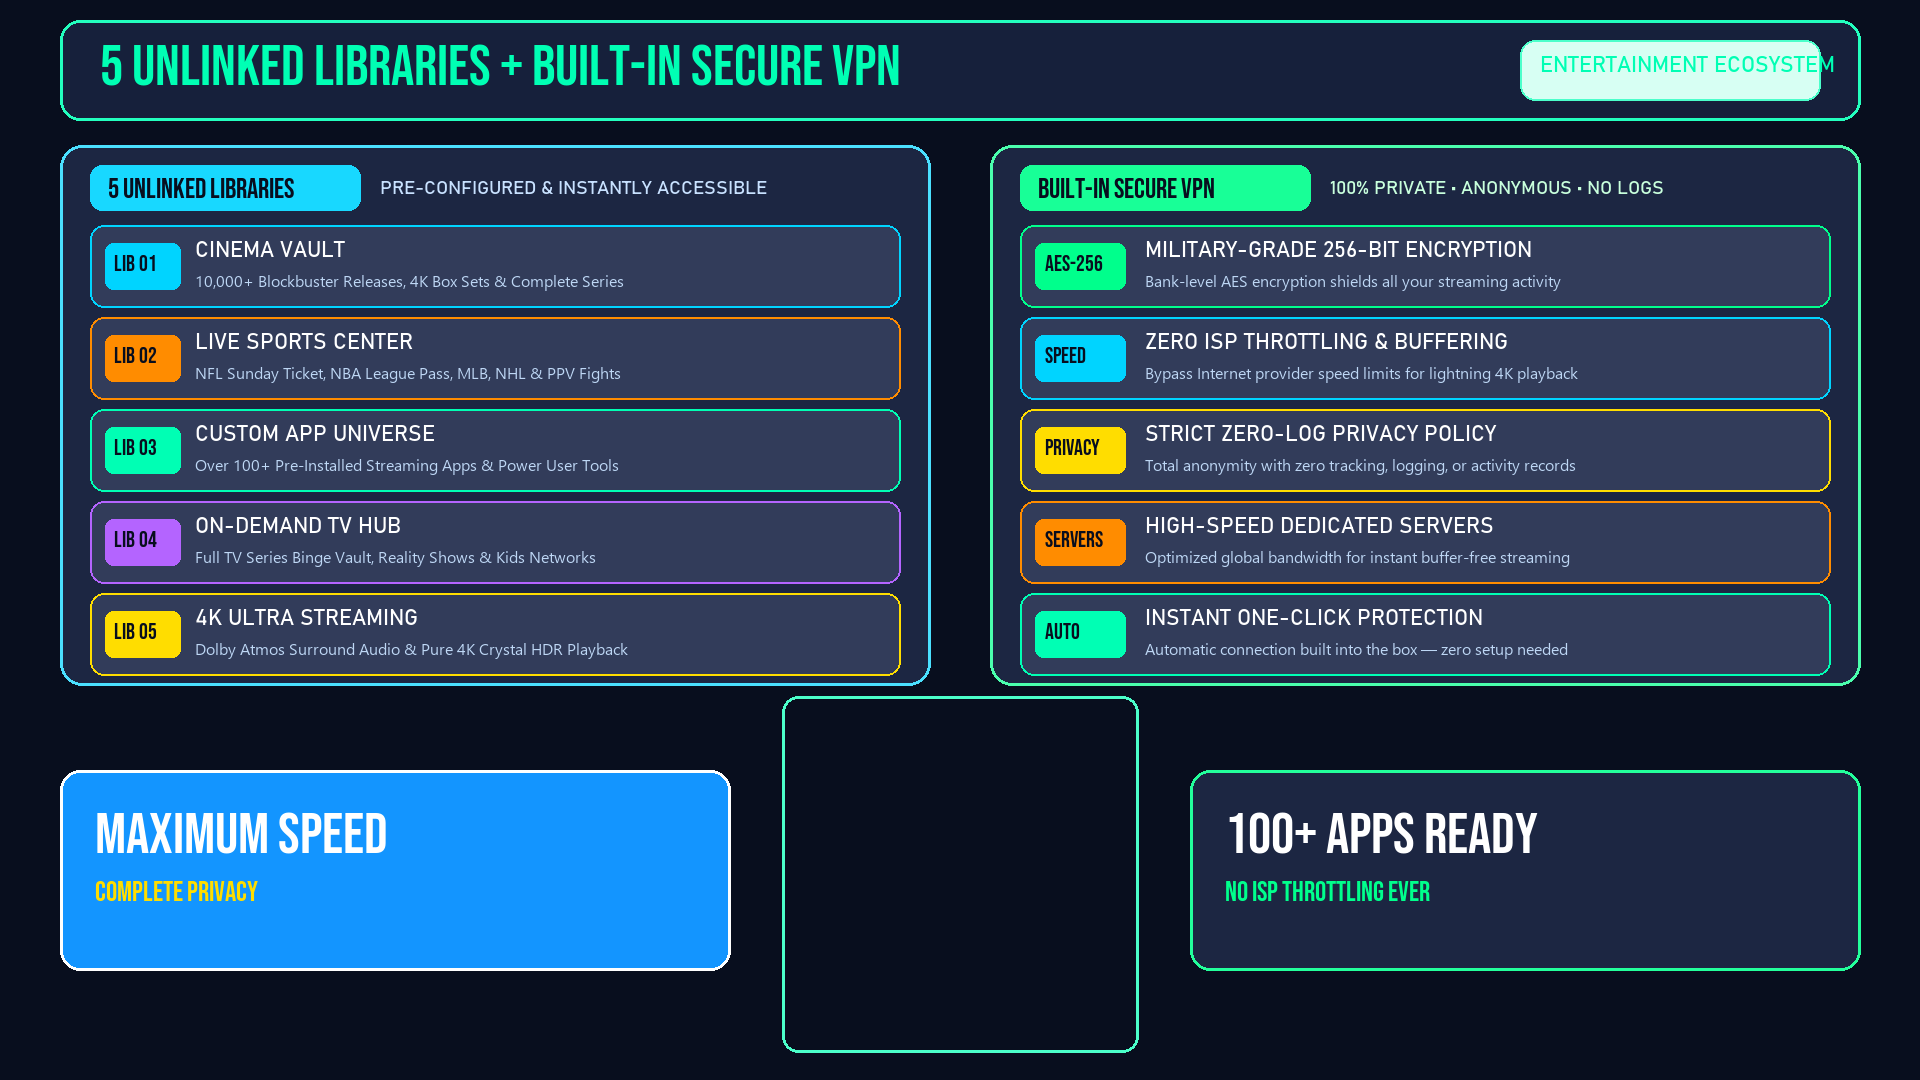 5 UNLINKED LIBRARIES + BUILT-IN SECURE VPN
ENTERTAINMENT ECOSYSTEM
5 UNLINKED LIBRARIES
PRE-CONFIGURED & INSTANTLY ACCESSIBLE
LIB 01
CINEMA VAULT
10,000+ Blockbuster Releases, 4K Box Sets & Complete Series
LIB 02
LIVE SPORTS CENTER
NFL Sunday Ticket, NBA League Pass, MLB, NHL & PPV Fights
LIB 03
CUSTOM APP UNIVERSE
Over 100+ Pre-Installed Streaming Apps & Power User Tools
LIB 04
ON-DEMAND TV HUB
Full TV Series Binge Vault, Reality Shows & Kids Networks
LIB 05
4K ULTRA STREAMING
Dolby Atmos Surround Audio & Pure 4K Crystal HDR Playback
BUILT-IN SECURE VPN
100% PRIVATE • ANONYMOUS • NO LOGS
AES-256
MILITARY-GRADE 256-BIT ENCRYPTION
Bank-level AES encryption shields all your streaming activity
SPEED
ZERO ISP THROTTLING & BUFFERING
Bypass Internet provider speed limits for lightning 4K playback
PRIVACY
STRICT ZERO-LOG PRIVACY POLICY
Total anonymity with zero tracking, logging, or activity records
SERVERS
HIGH-SPEED DEDICATED SERVERS
Optimized global bandwidth for instant buffer-free streaming
AUTO
INSTANT ONE-CLICK PROTECTION
Automatic connection built into the box — zero setup needed
MAXIMUM SPEED
COMPLETE PRIVACY
100+ APPS READY
NO ISP THROTTLING EVER